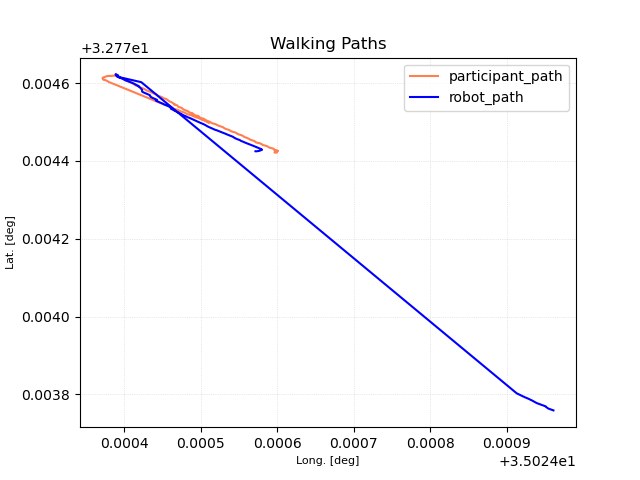 Walking Paths
+3.277e1
participant_path
robot_path
Lat. [deg]
0.0046
0.0044
0.0042
0.0040
0.0038
0.0004 0.0005 0.0006 0.0007 0.0008 0.0009
Long. [deg]
+3.5024e1